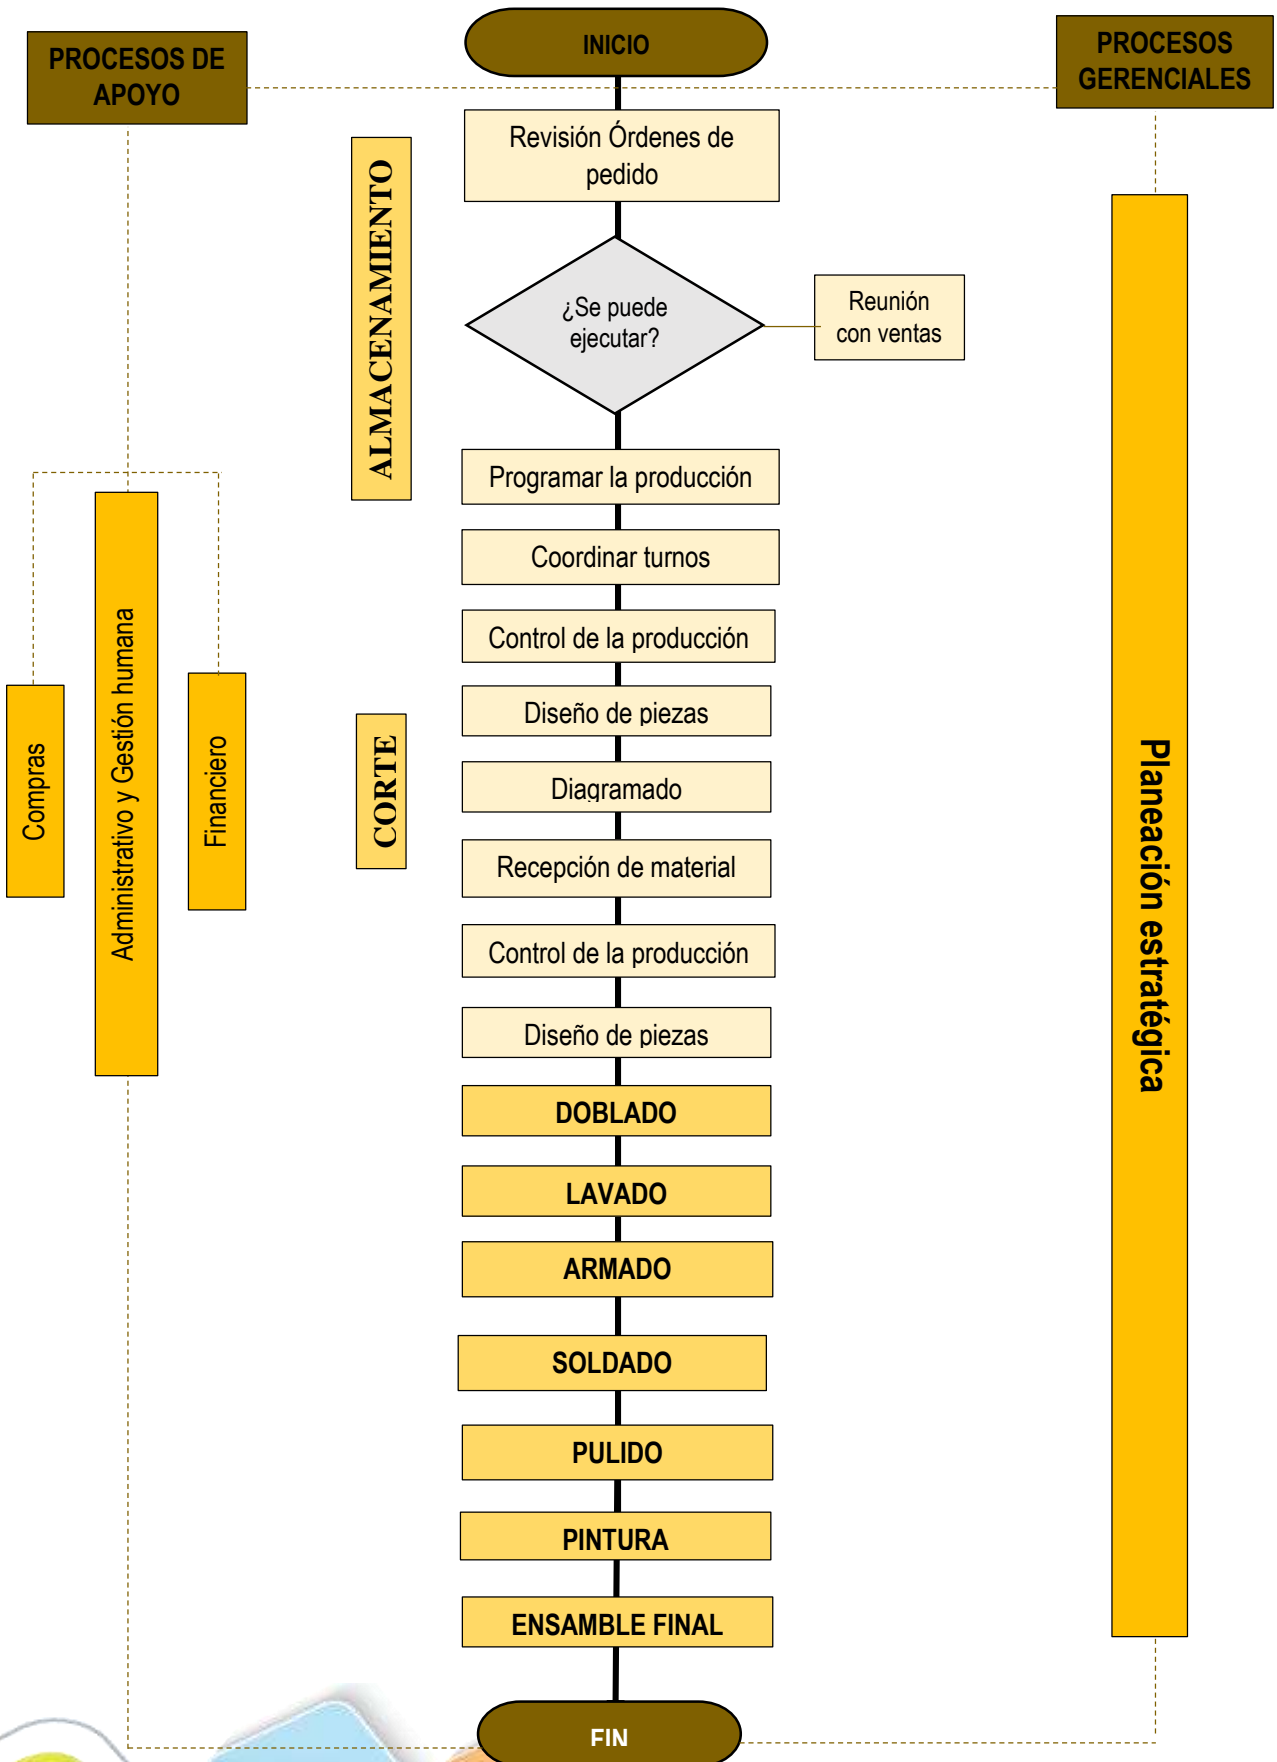 PROCESOS DE
APOYO
INICIO
PROCESOS
GERENCIALES
Revisión Órdenes de
pedido
ALMACENAMIENTO
¿Se puede
ejecutar?
Reunión
con ventas
Programar la producción
Coordinar turnos
Control de la producción
Diseño de piezas
Compras
Administrativo y Gestión humana
Financiero
CORTE
Diagramado
Planeación estratégica
Recepción de material
Control de la producción
Diseño de piezas
DOBLADO
LAVADO
ARMADO
SOLDADO
PULIDO
PINTURA
ENSAMBLE FINAL
FIN